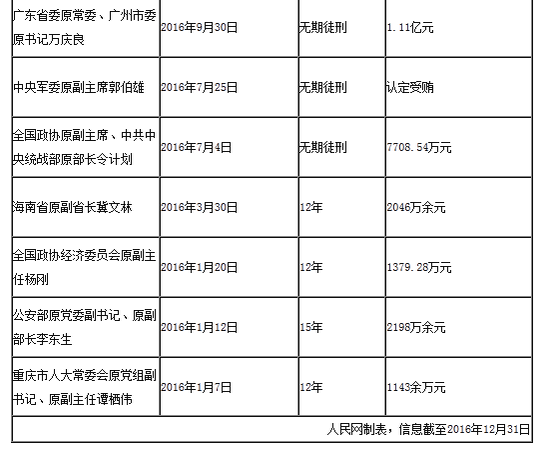 广东省委原常委、广州市委
原书记万庆良
2016年9月30日
无期徒刑
1.11亿元
中央军委原副主席郭伯雄
2016年7月25日
无期徒刑
认定受贿
全国政协原副主席、中共中
央统战部原部长令计划
2016年7月4日
无期徒刑
7708.54万元
海南省原副省长冀文林
2016年3月30日
12年
2046万余元
全国政协经济委员会原副主
任杨刚
2016年1月20日
12年
1379.28万元
公安部原党委副书记、原副
部长李东生
2016年1月12日
15年
2198万余元
重庆市人大常委会原党组副
书记、原副主任谭栖伟
2016年1月7日
12年
1143余万元
人民网制表，信息截至2016年12月31日